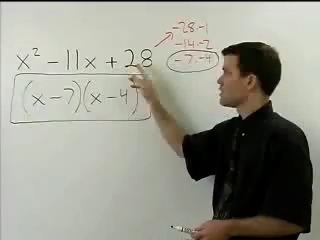 x² - 11x + 28
(x - 7)(x - 4)
-28·-1
-14·-2
-7·-4